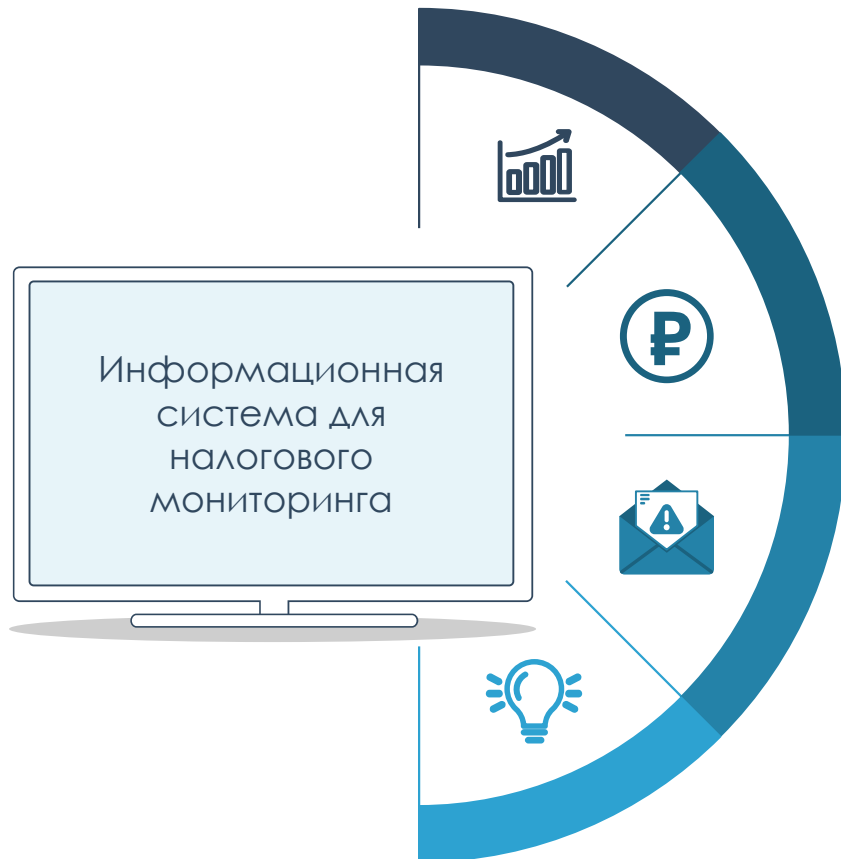 Информационная
система для
налогового
мониторинга